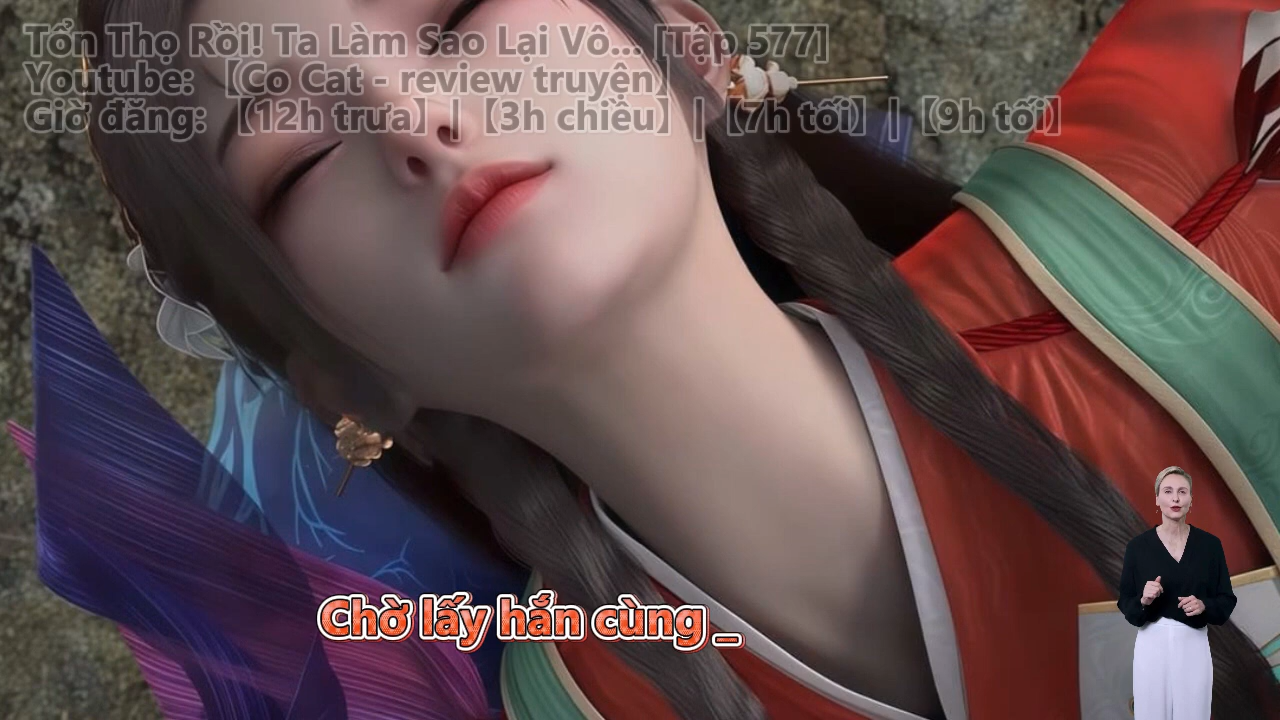 Tổn Thọ Rồi! Ta Làm Sao Lại Vô... [Tập 577]
Youtube: 【Co Cat - review truyện】
Giờ đăng: 【12h trưa】 | 【3h chiều】 | 【7h tối】 | 【9h tối】
Chờ lấy hắn cùng _